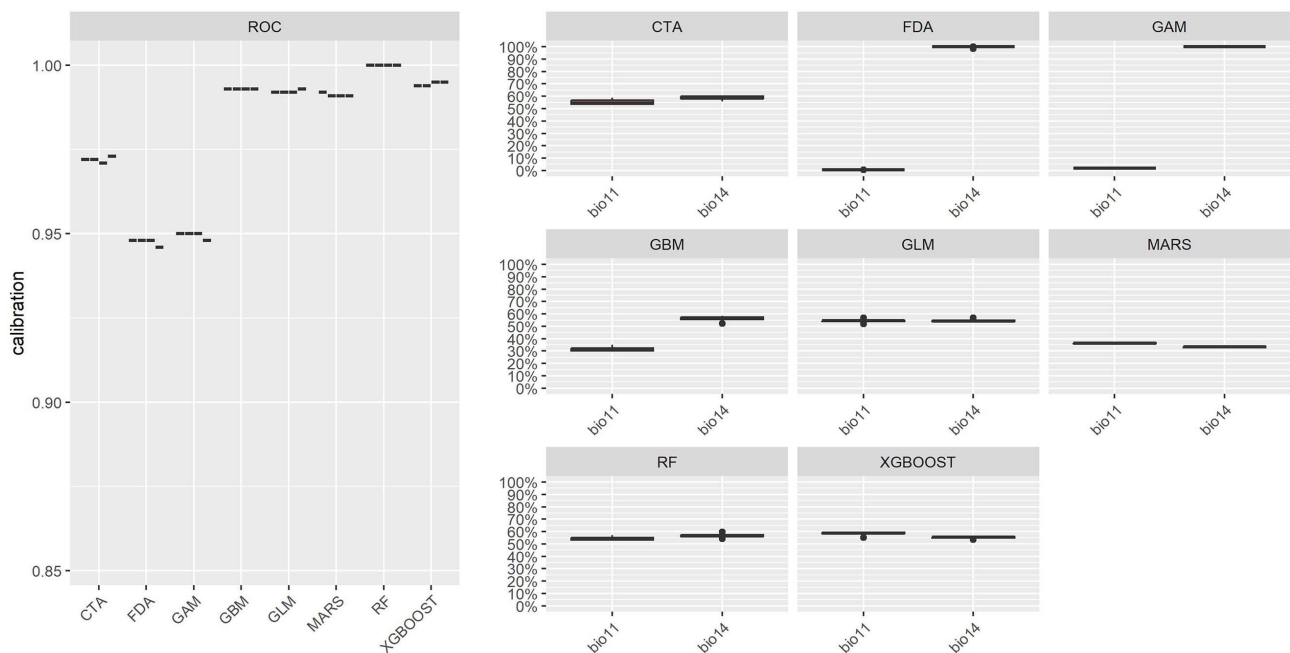 ROC
calibration
1.00
0.95
0.90
0.85
CTA
FDA
GAM
GBM
GLM
MARS
RF
XGBOOST
CTA
FDA
GAM
100%
90%
80%
70%
60%
50%
40%
30%
20%
10%
0%
bio11
bio14
bio11
bio14
bio11
bio14
GBM
GLM
MARS
100%
90%
80%
70%
60%
50%
40%
30%
20%
10%
0%
bio11
bio14
bio11
bio14
bio11
bio14
RF
XGBOOST
100%
90%
80%
70%
60%
50%
40%
30%
20%
10%
0%
bio11
bio14
bio11
bio14